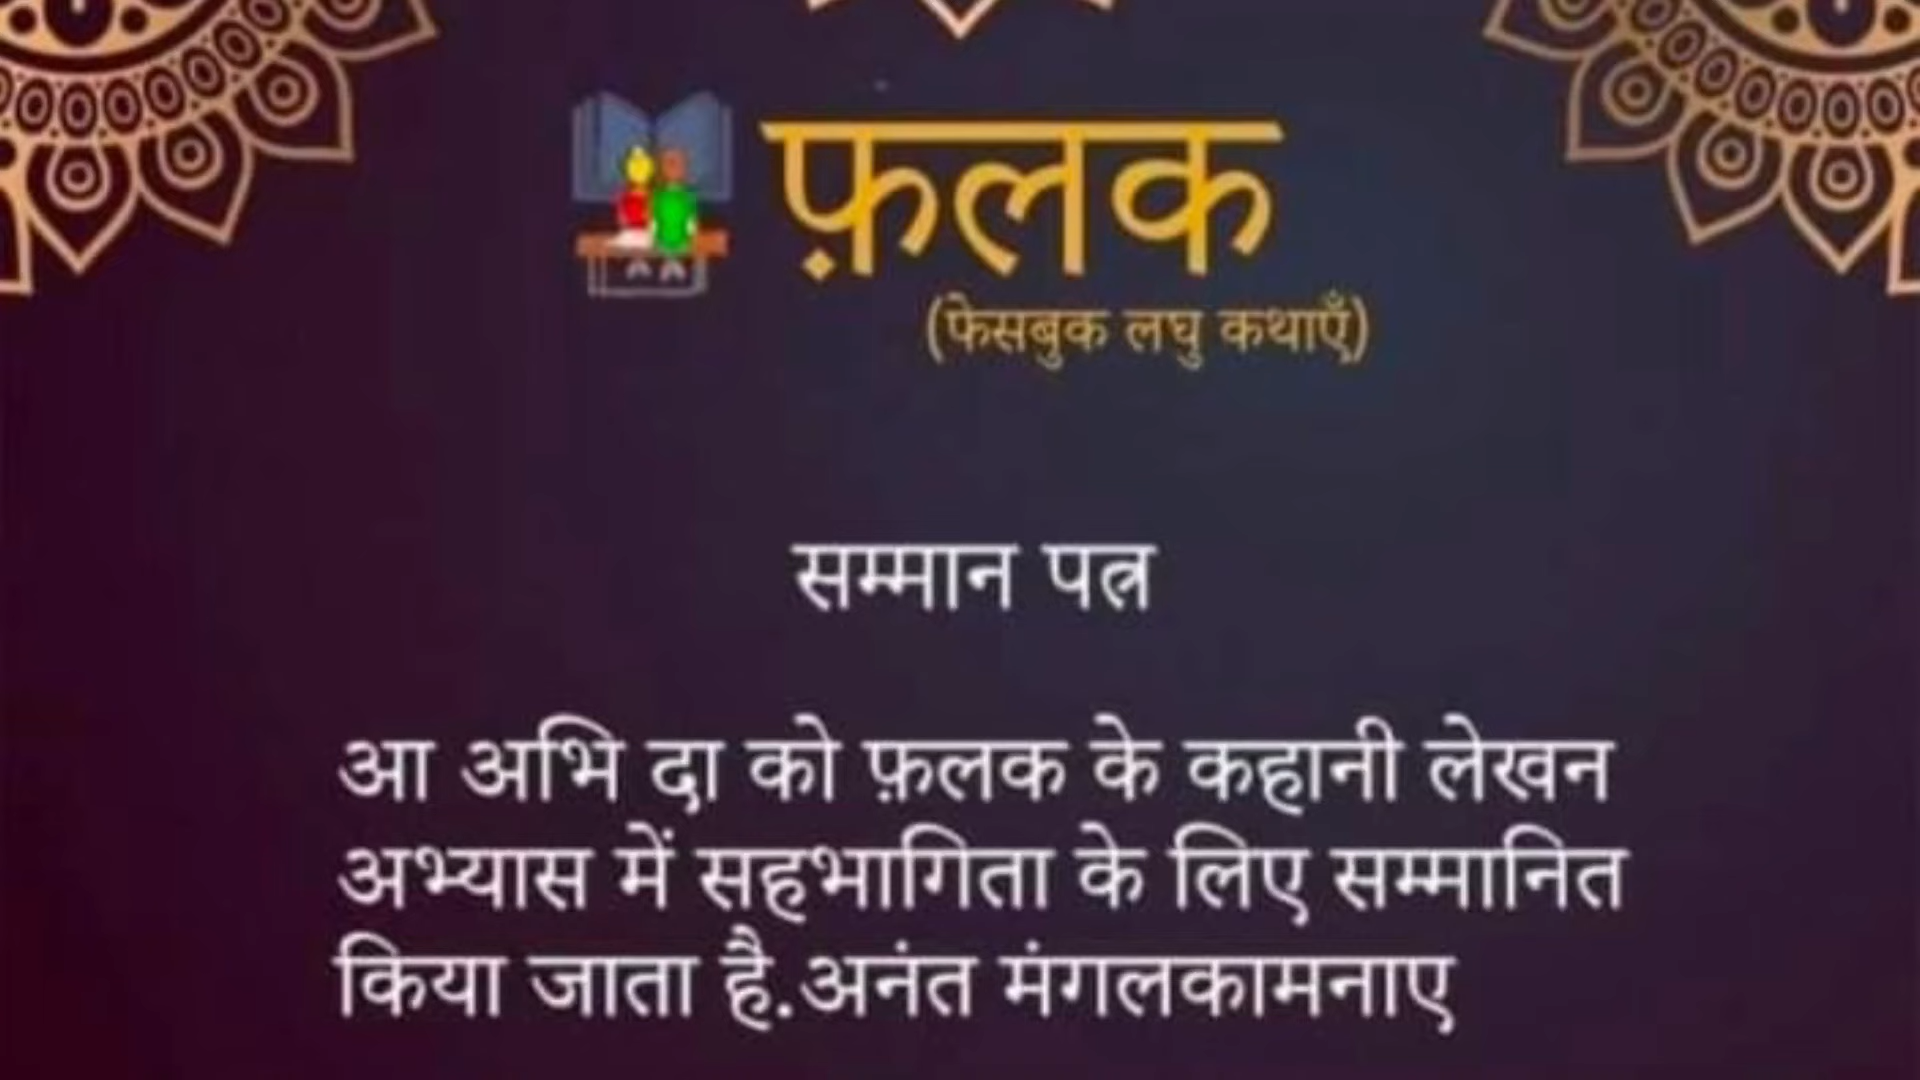 फ़लक
(फेसबुक लघु कथाएँ)
सम्मान पत्र
आ अभि दा को फ़लक के कहानी लेखन
अभ्यास में सहभागिता के लिए सम्मानित
किया जाता है.अनंत मंगलकामनाए